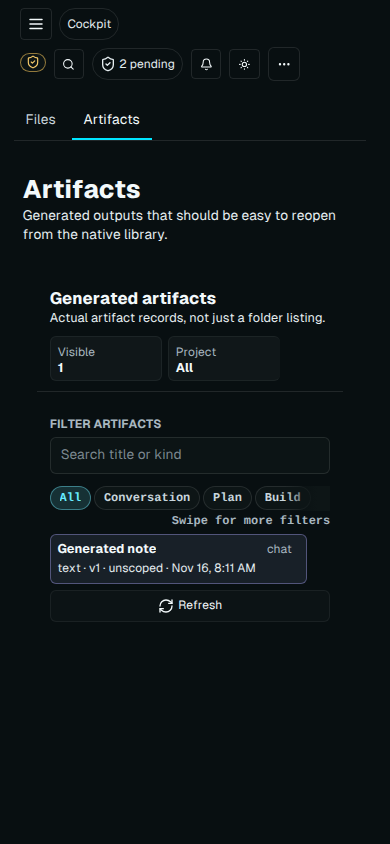 Cockpit
2 pending
Files
Artifacts
Artifacts
Generated outputs that should be easy to reopen
from the native library.
Generated artifacts
Actual artifact records, not just a folder listing.
Visible
1
Project
All
FILTER ARTIFACTS
Search title or kind
All
Conversation
Plan
Build
Swipe for more filters
Generated note
chat
text · v1 · unscoped · Nov 16, 8:11 AM
Refresh